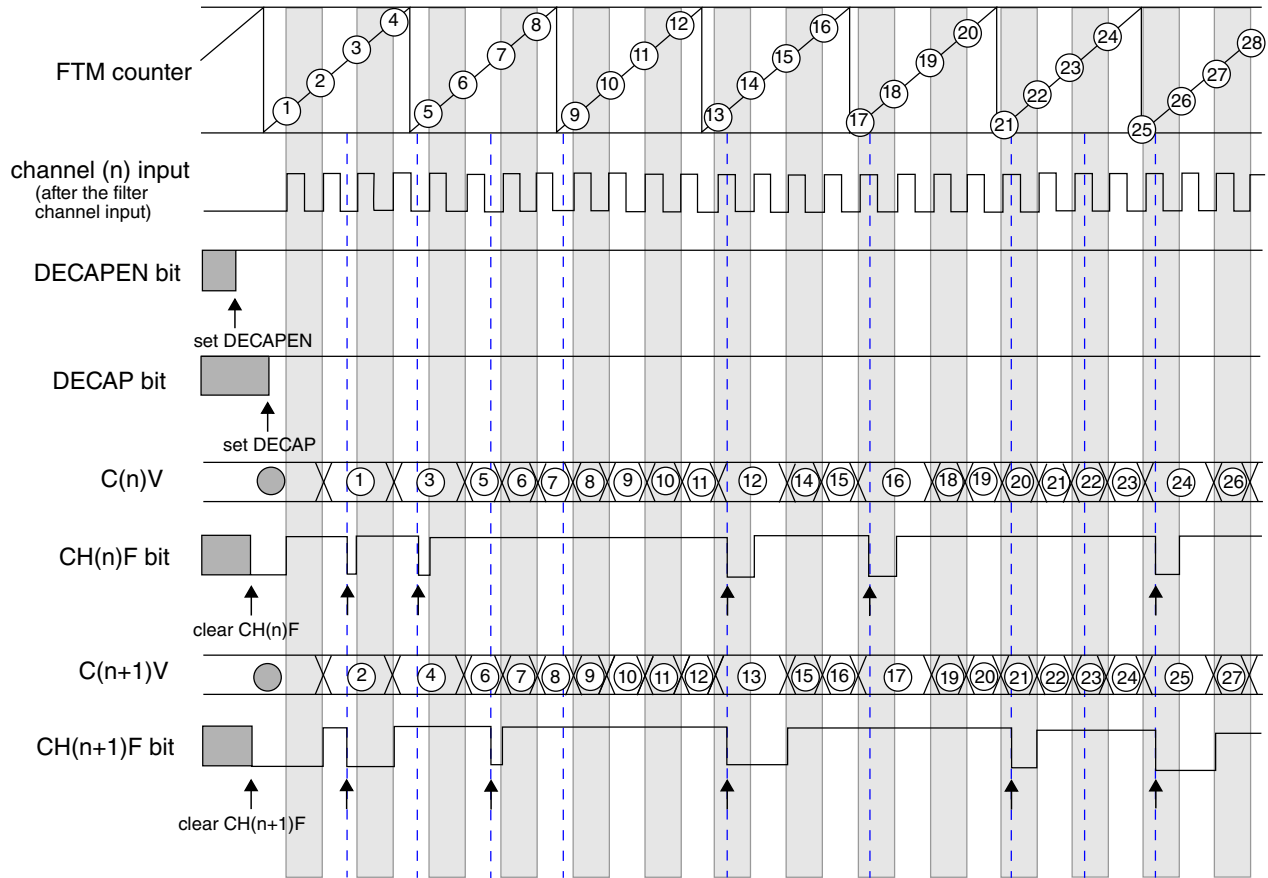 4 8 12 16 20 24 28
3 7 11 15 19 23 27
FTM counter
2 6 10 14 18 22 26
1 5 9 13 17 21 25
channel (n) input
(after the filter
channel input)
DECAPEN bit
set DECAPEN
DECAP bit
set DECAP
C(n)V 1 3 5 6 7 8 9 10 11 12 14 15 16 18 19 20 21 22 23 24 26
CH(n)F bit
clear CH(n)F
C(n+1)V 2 4 6 7 8 9 10 11 12 13 15 16 17 19 20 21 22 23 24 25 27
CH(n+1)F bit
clear CH(n+1)F